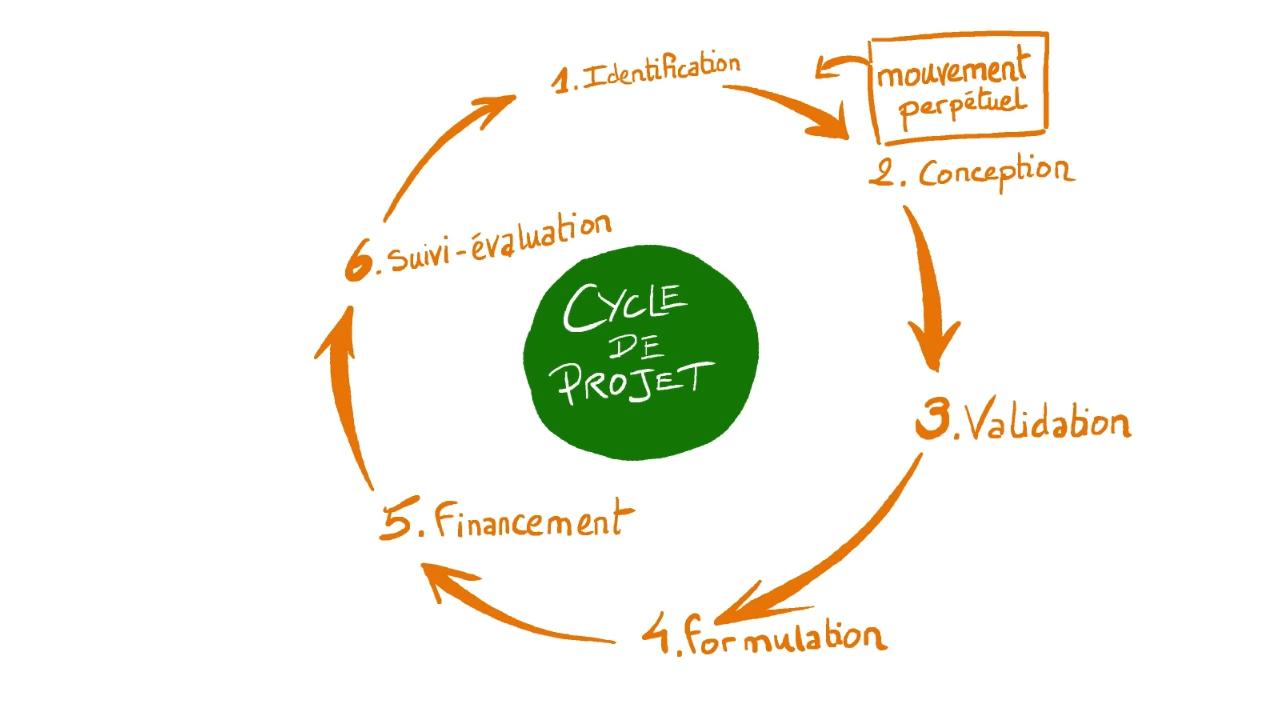 1. Identification
mouvement
perpétuel
2. Conception
3. Validation
4. formulation
5. Financement
6. Suivi-évaluation
CYCLE
DE
PROJET